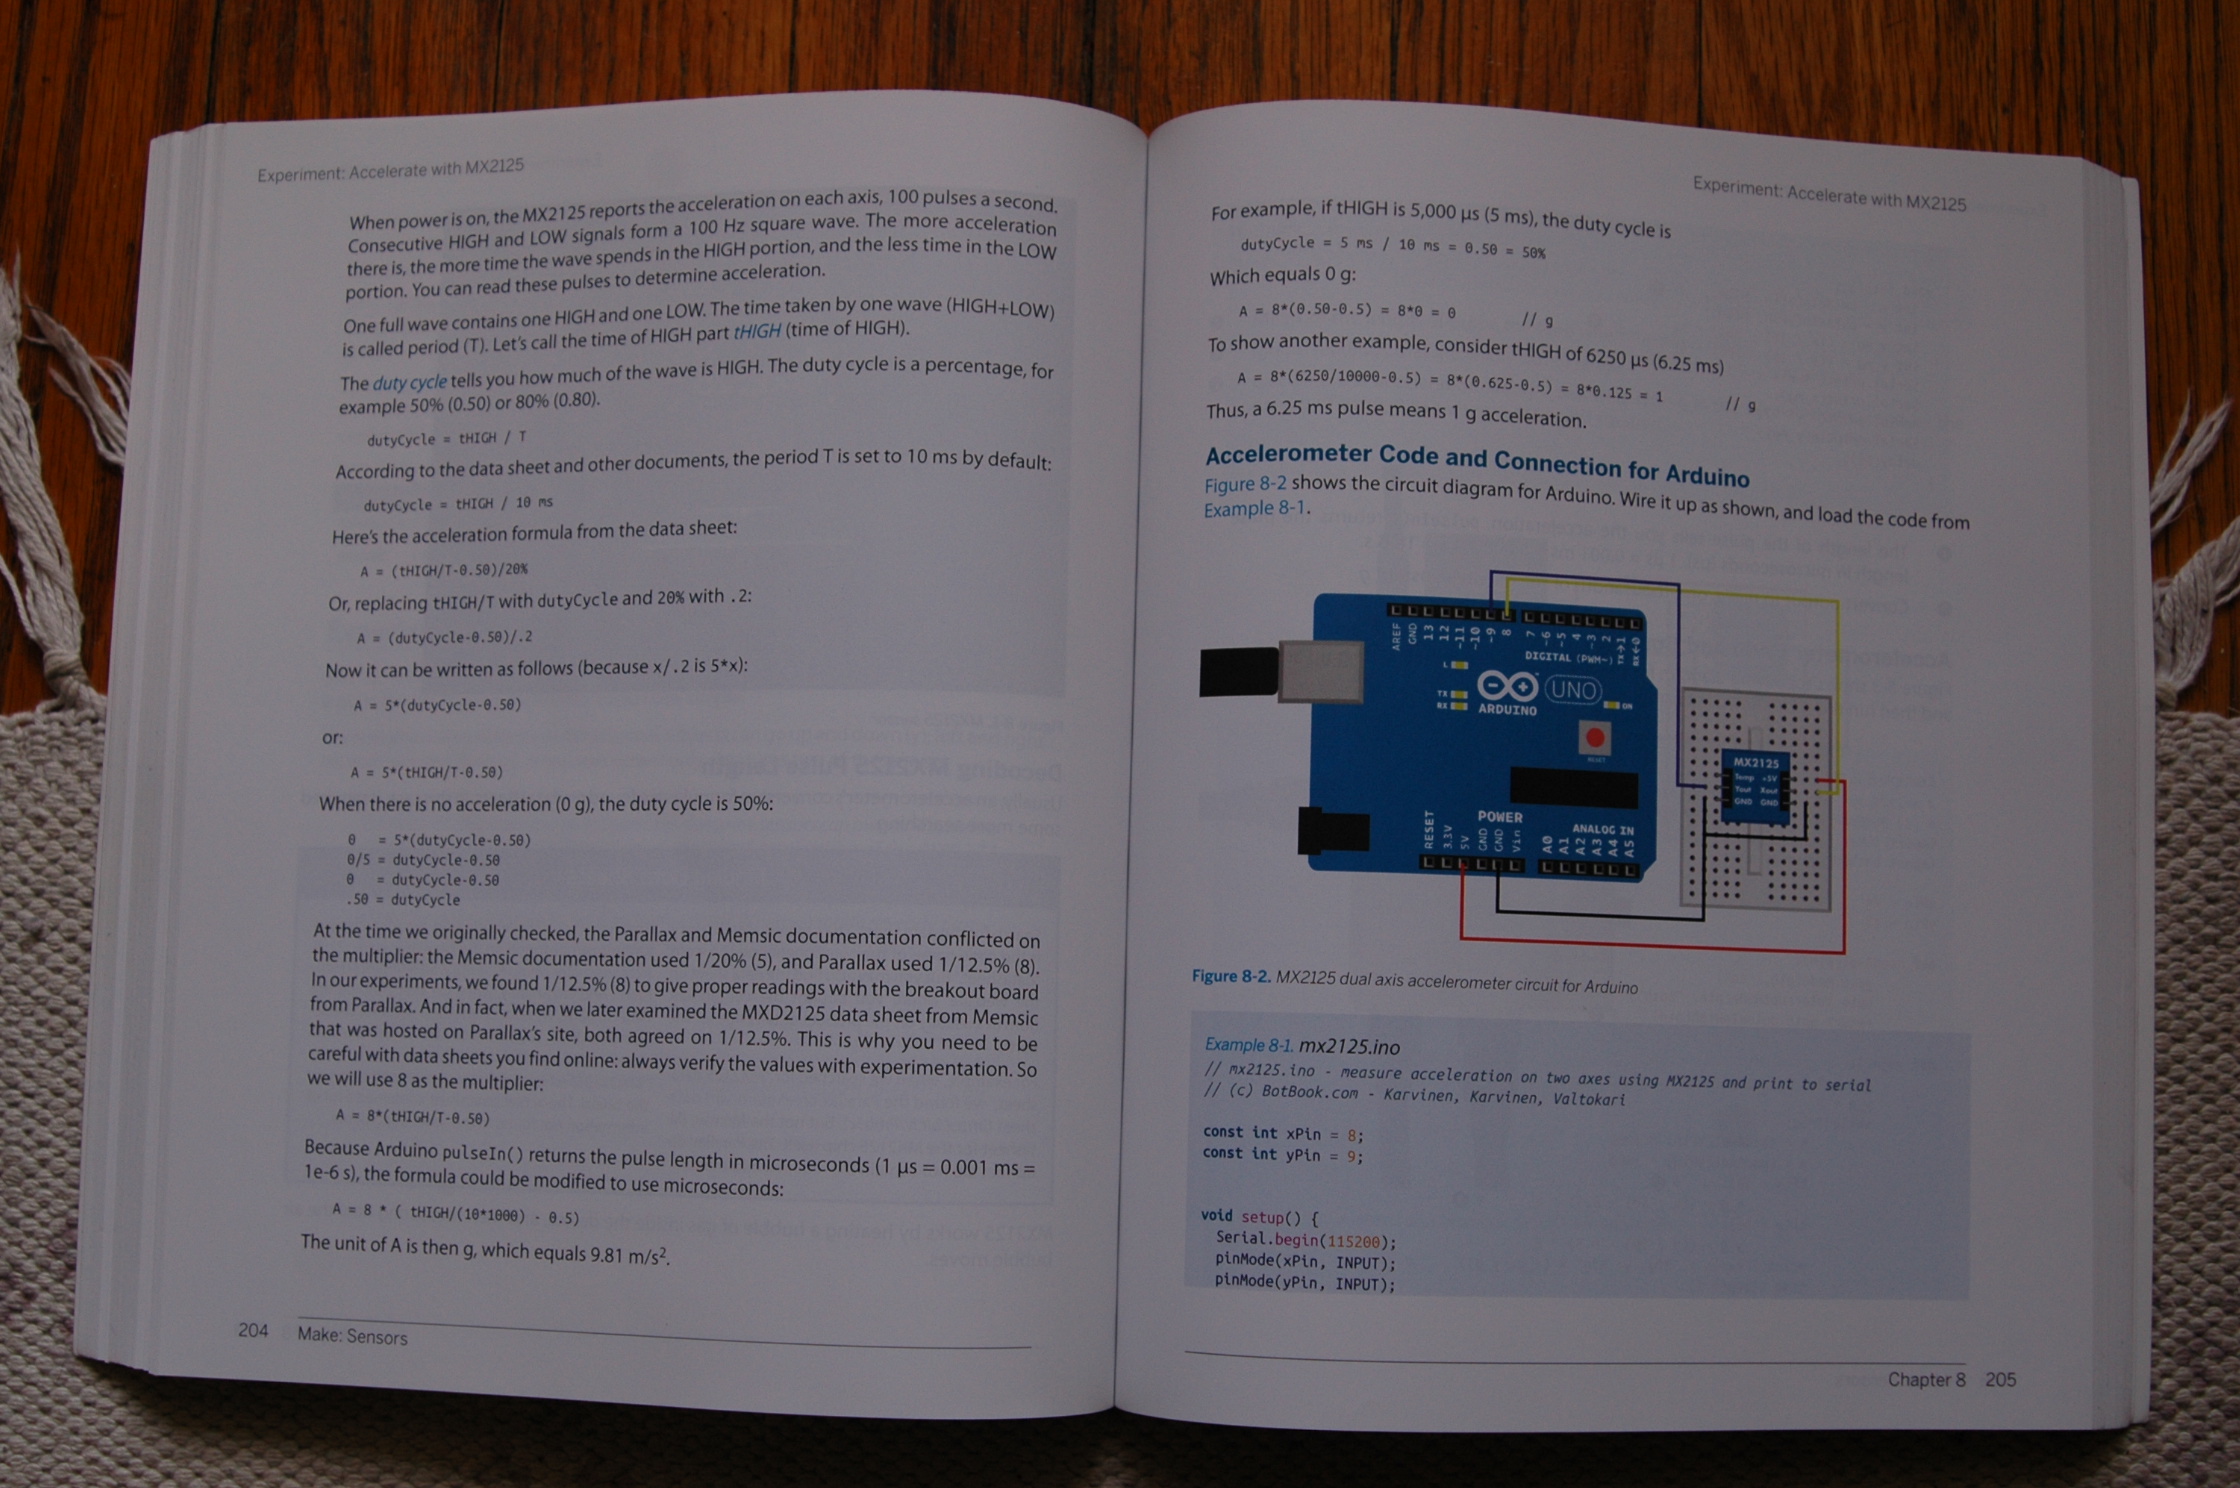 Experiment: Accelerate with MX2125
When power is on, the MX2125 reports the acceleration on each axis, 100 pulses a second.
Consecutive HIGH and LOW signals form a 100 Hz square wave. The more acceleration
there is, the more time the wave spends in the HIGH portion, and the less time in the LOW
portion. You can read these pulses to determine acceleration.
One full wave contains one HIGH and one LOW. The time taken by one wave (HIGH+LOW)
is called period (T). Let's call the time of HIGH part tHIGH (time of HIGH).
The duty cycle tells you how much of the wave is HIGH. The duty cycle is a percentage, for
example 50% (0.50) or 80% (0.80).
dutyCycle = tHIGH / T
According to the data sheet and other documents, the period T is set to 10 ms by default:
dutyCycle = tHIGH / 10 ms
Here's the acceleration formula from the data sheet:
A = (tHIGH/T-0.50)/20%
Or, replacing tHIGH/T with dutyCycle and 20% with .2:
A = (dutyCycle-0.50)/.2
Now it can be written as follows (because x/.2 is 5*x):
A = 5*(dutyCycle-0.50)
or:
A = 5*(tHIGH/T-0.50)
When there is no acceleration (0 g), the duty cycle is 50%:
0 = 5*(dutyCycle-0.50)
0/5 = dutyCycle-0.50
0 = dutyCycle-0.50
.50 = dutyCycle
At the time we originally checked, the Parallax and Memsic documentation conflicted on
the multiplier: the Memsic documentation used 1/20% (5), and Parallax used 1/12.5% (8).
In our experiments, we found 1/12.5% (8) to give proper readings with the breakout board
from Parallax. And in fact, when we later examined the MXD2125 data sheet from Memsic
that was hosted on Parallax's site, both agreed on 1/12.5%. This is why you need to be
careful with data sheets you find online: always verify the values with experimentation. So
we will use 8 as the multiplier:
A = 8*(tHIGH/T-0.50)
Because Arduino pulseIn() returns the pulse length in microseconds (1 µs = 0.001 ms =
1e-6 s), the formula could be modified to use microseconds:
A = 8 * ( tHIGH/(10*1000) - 0.5)
The unit of A is then g, which equals 9.81 m/s².
204 Make: Sensors
Experiment: Accelerate with MX2125
For example, if tHIGH is 5,000 µs (5 ms), the duty cycle is
dutyCycle = 5 ms / 10 ms = 0.50 = 50%
Which equals 0 g:
A = 8*(0.50-0.5) = 8*0 = 0 // g
To show another example, consider tHIGH of 6250 µs (6.25 ms)
A = 8*(6250/10000-0.5) = 8*(0.625-0.5) = 8*0.125 = 1 // g
Thus, a 6.25 ms pulse means 1 g acceleration.
Accelerometer Code and Connection for Arduino
Figure 8-2 shows the circuit diagram for Arduino. Wire it up as shown, and load the code from
Example 8-1.
AREF
GND
13
12
~11
~10
~9
8
7
~6
~5
4
~3
2
TX→1
RX←0
DIGITAL (PWM~)
L
TX
RX
ARDUINO
UNO
ON
RESET
RESET
3.3V
5V
GND
GND
Vin
POWER
A0
A1
A2
A3
A4
A5
ANALOG IN
MX2125
Temp +5V
Yout Xout
GND GND
Figure 8-2. MX2125 dual axis accelerometer circuit for Arduino
Example 8-1. mx2125.ino
// mx2125.ino - measure acceleration on two axes using MX2125 and print to serial
// (c) BotBook.com - Karvinen, Karvinen, Valtokari
const int xPin = 8;
const int yPin = 9;
void setup() {
Serial.begin(115200);
pinMode(xPin, INPUT);
pinMode(yPin, INPUT);
Chapter 8 205